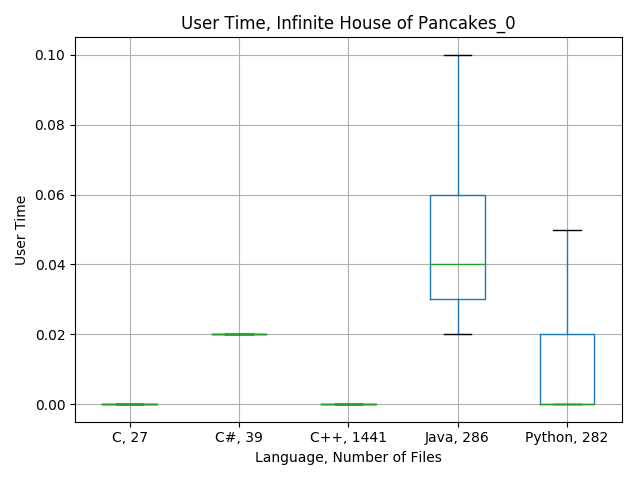 User Time, Infinite House of Pancakes_0
User Time
0.10
0.08
0.06
0.04
0.02
0.00
C, 27
C#, 39
C++, 1441
Java, 286
Python, 282
Language, Number of Files